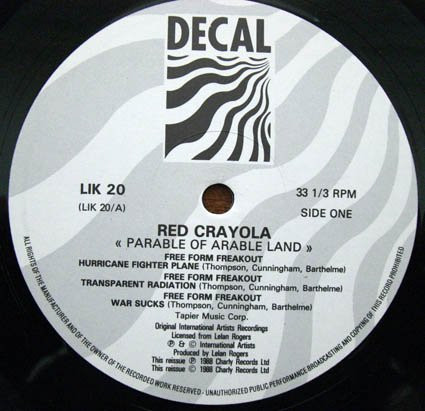 DECAL
LIK 20
(LIK 20/A)
33 1/3 RPM
SIDE ONE
RED CRAYOLA
« PARABLE OF ARABLE LAND »
FREE FORM FREAKOUT
HURRICANE FIGHTER PLANE (Thompson, Cunningham, Barthelme)
FREE FORM FREAKOUT
TRANSPARENT RADIATION (Thompson, Cunningham, Barthelme)
FREE FORM FREAKOUT
WAR SUCKS (Thompson, Cunningham, Barthelme)
Tapier Music Corp.
Original International Artists Recordings
Licensed from Lelan Rogers
℗ & © International Artists
Produced by Lelan Rogers
This reissue ℗ 1988 Charly Records Ltd
This reissue © 1988 Charly Records Ltd
ALL RIGHTS OF THE MANUFACTURER AND OF THE OWNER OF THE RECORDED WORK RESERVED - UNAUTHORIZED PUBLIC PERFORMANCE BROADCASTING AND COPYING OF THIS RECORD PROHIBITED